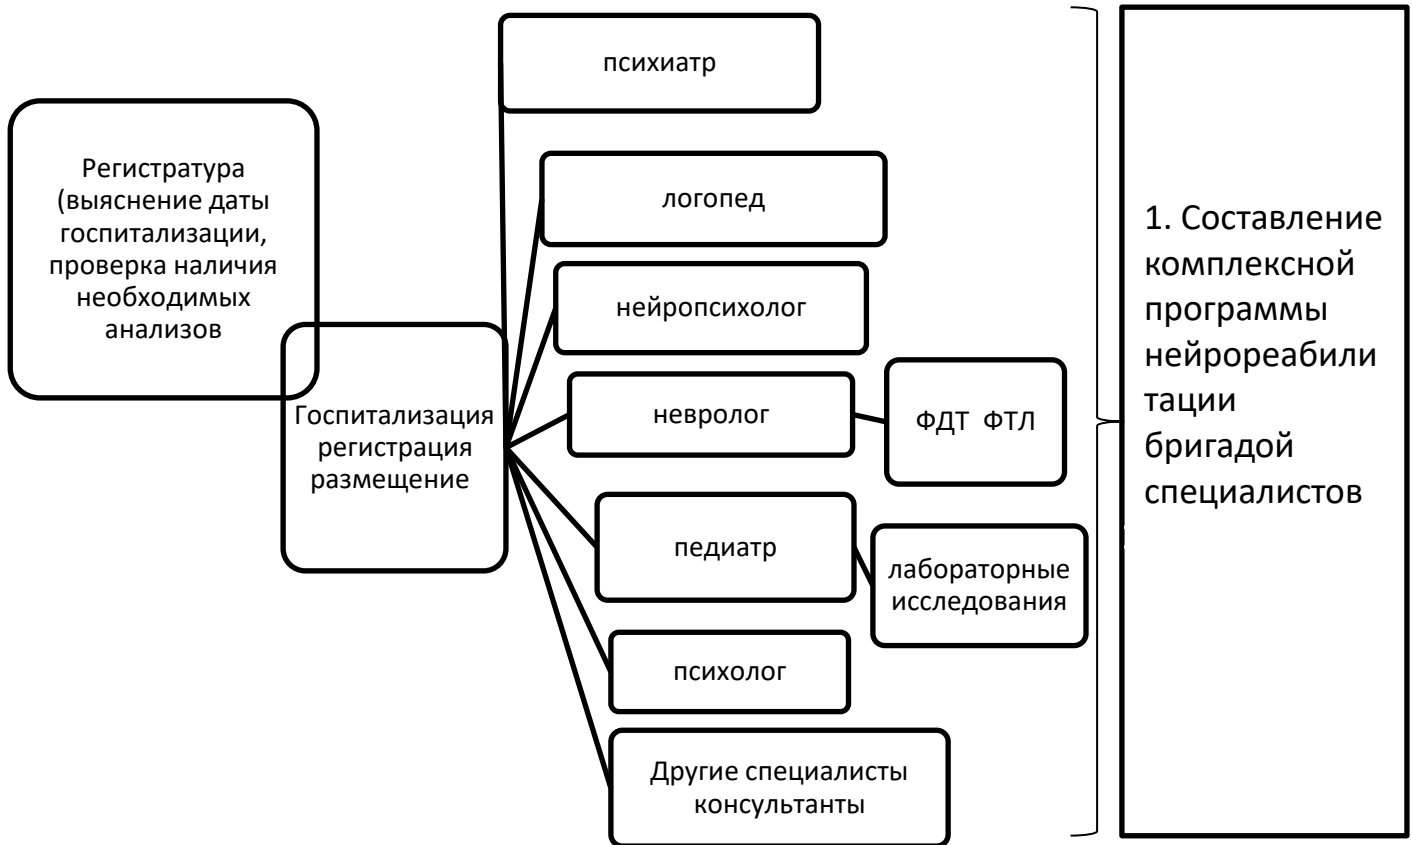 психиатр
Регистратура
(выяснение даты
госпитализации,
проверка наличия
необходимых
анализов
логопед
нейропсихолог
Госпитализация
регистрация
размещение
невролог
ФДТ ФТЛ
педиатр
лабораторные
исследования
психолог
Другие специалисты
консультанты
1. Составление
комплексной
программы
нейрореабили
тации
бригадой
специалистов